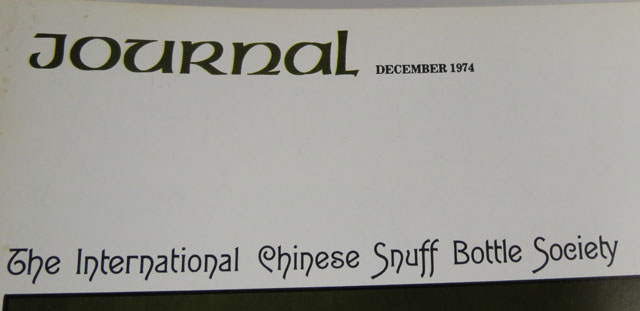 JOURNAL DECEMBER 1974
The International Chinese Snuff Bottle Society